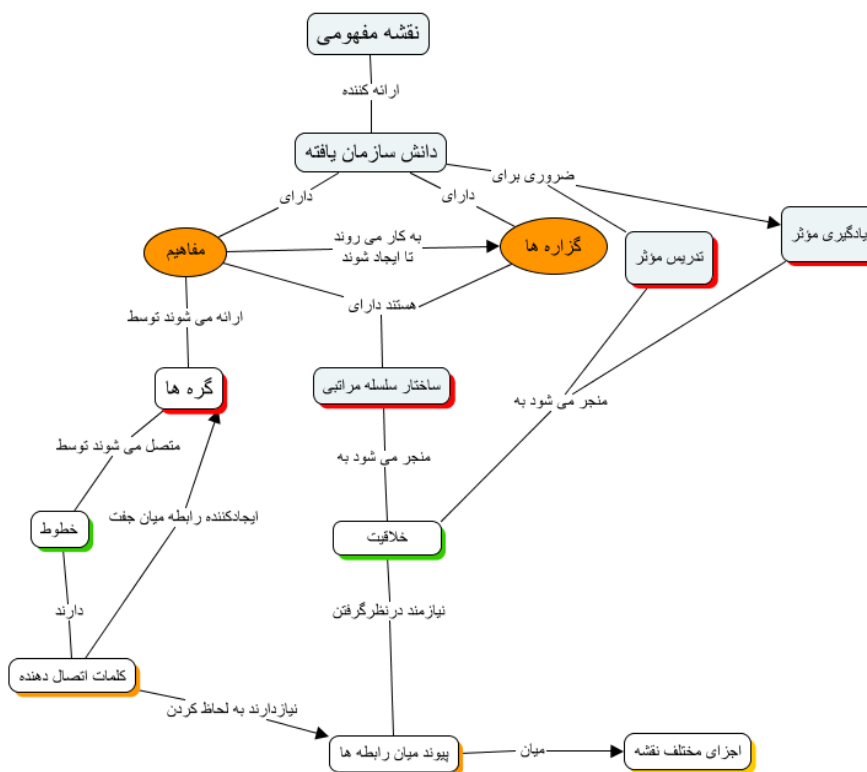 نقشه مفهومی
ارائه کننده
دانش سازمان یافته
ضروری برای
دارای
دارای
یادگیری مؤثر
تدریس مؤثر
گزاره ها
به کار می روند
تا ایجاد شوند
مفاهیم
هستند دارای
ارائه می شوند توسط
ساختار سلسله مراتبی
گره ها
منجر می شود به
متصل می شوند توسط
منجر می شود به
ایجادکننده رابطه میان جفت
خطوط
خلاقیت
نیازمند درنظرگرفتن
دارند
کلمات اتصال دهنده
نیازدارند به لحاظ کردن
پیوند میان رابطه ها
میان
اجزای مختلف نقشه